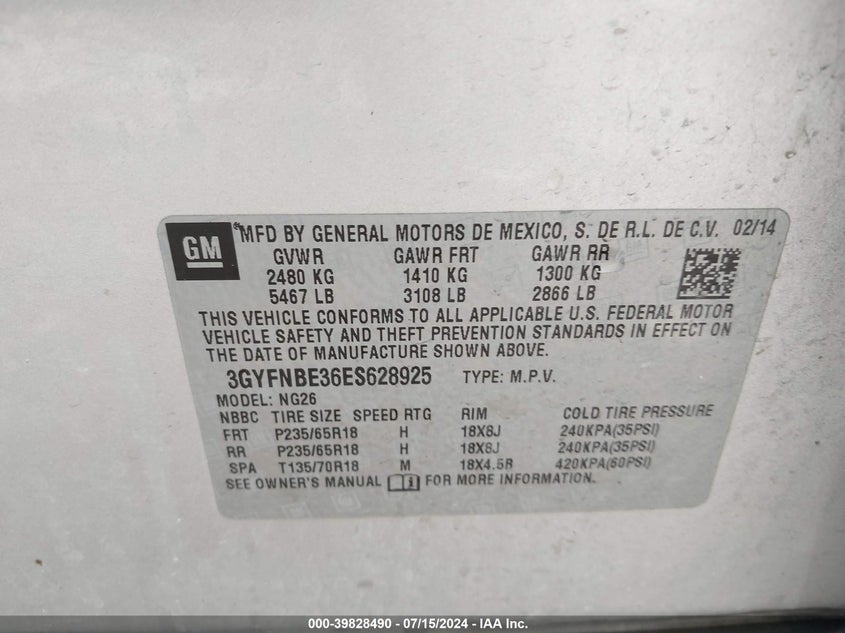 GM
®MFD BY GENERAL MOTORS DE MEXICO, S. DE R.L. DE C.V. 02/14
GVWR GAWR FRT GAWR RR
2480 KG 1410 KG 1300 KG
5467 LB 3108 LB 2866 LB
THIS VEHICLE CONFORMS TO ALL APPLICABLE U.S. FEDERAL MOTOR
VEHICLE SAFETY AND THEFT PREVENTION STANDARDS IN EFFECT ON
THE DATE OF MANUFACTURE SHOWN ABOVE.
3GYFNBE36ES628925 TYPE: M.P.V.
MODEL: NG26
NBBC TIRE SIZE SPEED RTG RIM COLD TIRE PRESSURE
FRT P235/65R18 H 18X8J 240KPA(35PSI)
RR P235/65R18 H 18X8J 240KPA(35PSI)
SPA T135/70R18 M 18X4.5B 420KPA(60PSI)
SEE OWNER'S MANUAL FOR MORE INFORMATION.
000-39828490 - 07/15/2024 - IAA Inc.